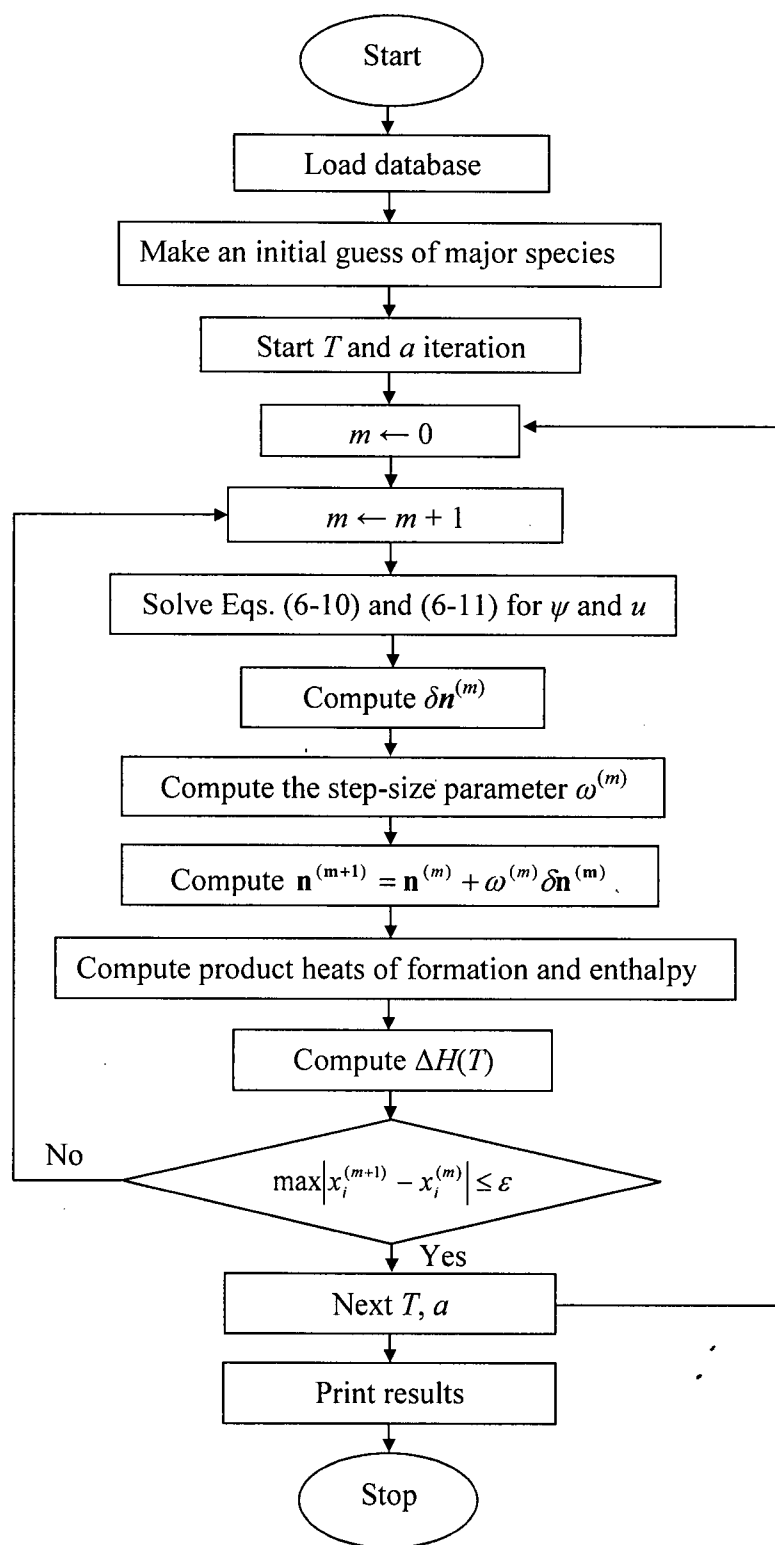 Start
Load database
Make an initial guess of major species
Start T and a iteration
m ← 0
m ← m + 1
Solve Eqs. (6-10) and (6-11) for ψ and u
Compute δn^(m)
Compute the step-size parameter ω^(m)
Compute n^(m+1) = n^(m) + ω^(m) δn^(m)
Compute product heats of formation and enthalpy
Compute ΔH(T)
No
max|x_i^(m+1) − x_i^(m)| ≤ ε
Yes
Next T, a
Print results
Stop